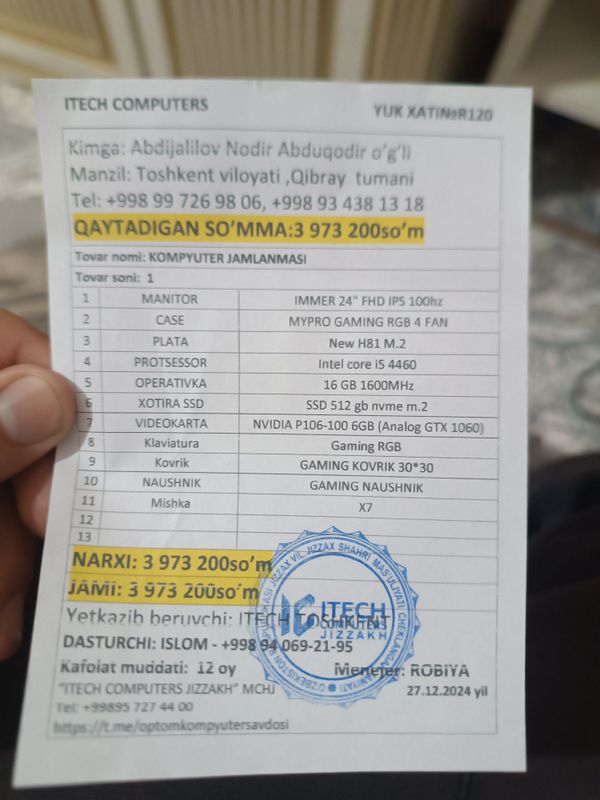 ITECH COMPUTERS YUK XATI№R120
Kimga: Abdijalilov Nodir Abduqodir o'g'li
Manzil: Toshkent viloyati ,Qibray tumani
Tel: +998 99 726 98 06, +998 93 438 13 18
QAYTADIGAN SO'MMA:3 973 200so'm
Tovar nomi: KOMPYUTER JAMLANMASI
Tovar soni: 1
1 MANITOR IMMER 24" FHD IPS 100hz
2 CASE MYPRO GAMING RGB 4 FAN
3 PLATA New H81 M.2
4 PROTSESSOR Intel core i5 4460
5 OPERATIVKA 16 GB 1600MHz
6 XOTIRA SSD SSD 512 gb nvme m.2
7 VIDEOKARTA NVIDIA P106-100 6GB (Analog GTX 1060)
8 Klaviatura Gaming RGB
9 Kovrik GAMING KOVRIK 30*30
10 NAUSHNIK GAMING NAUSHNIK
11 Mishka X7
12
13
NARXI: 3 973 200so'm
JAMI: 3 973 200so'm
Yetkazib beruvchi: ITECH TOSHKENT
DASTURCHI: ISLOM - +998 94 069-21-95
Kafolat muddati: 12 oy Menejer: ROBIYA
"ITECH COMPUTERS JIZZAKH" MCHJ 27.12.2024 yil
Tel: +99895 727 44 00
https://t.me/optomkompyutersavdosi
ITECH
COMPUTERS
JIZZAKH